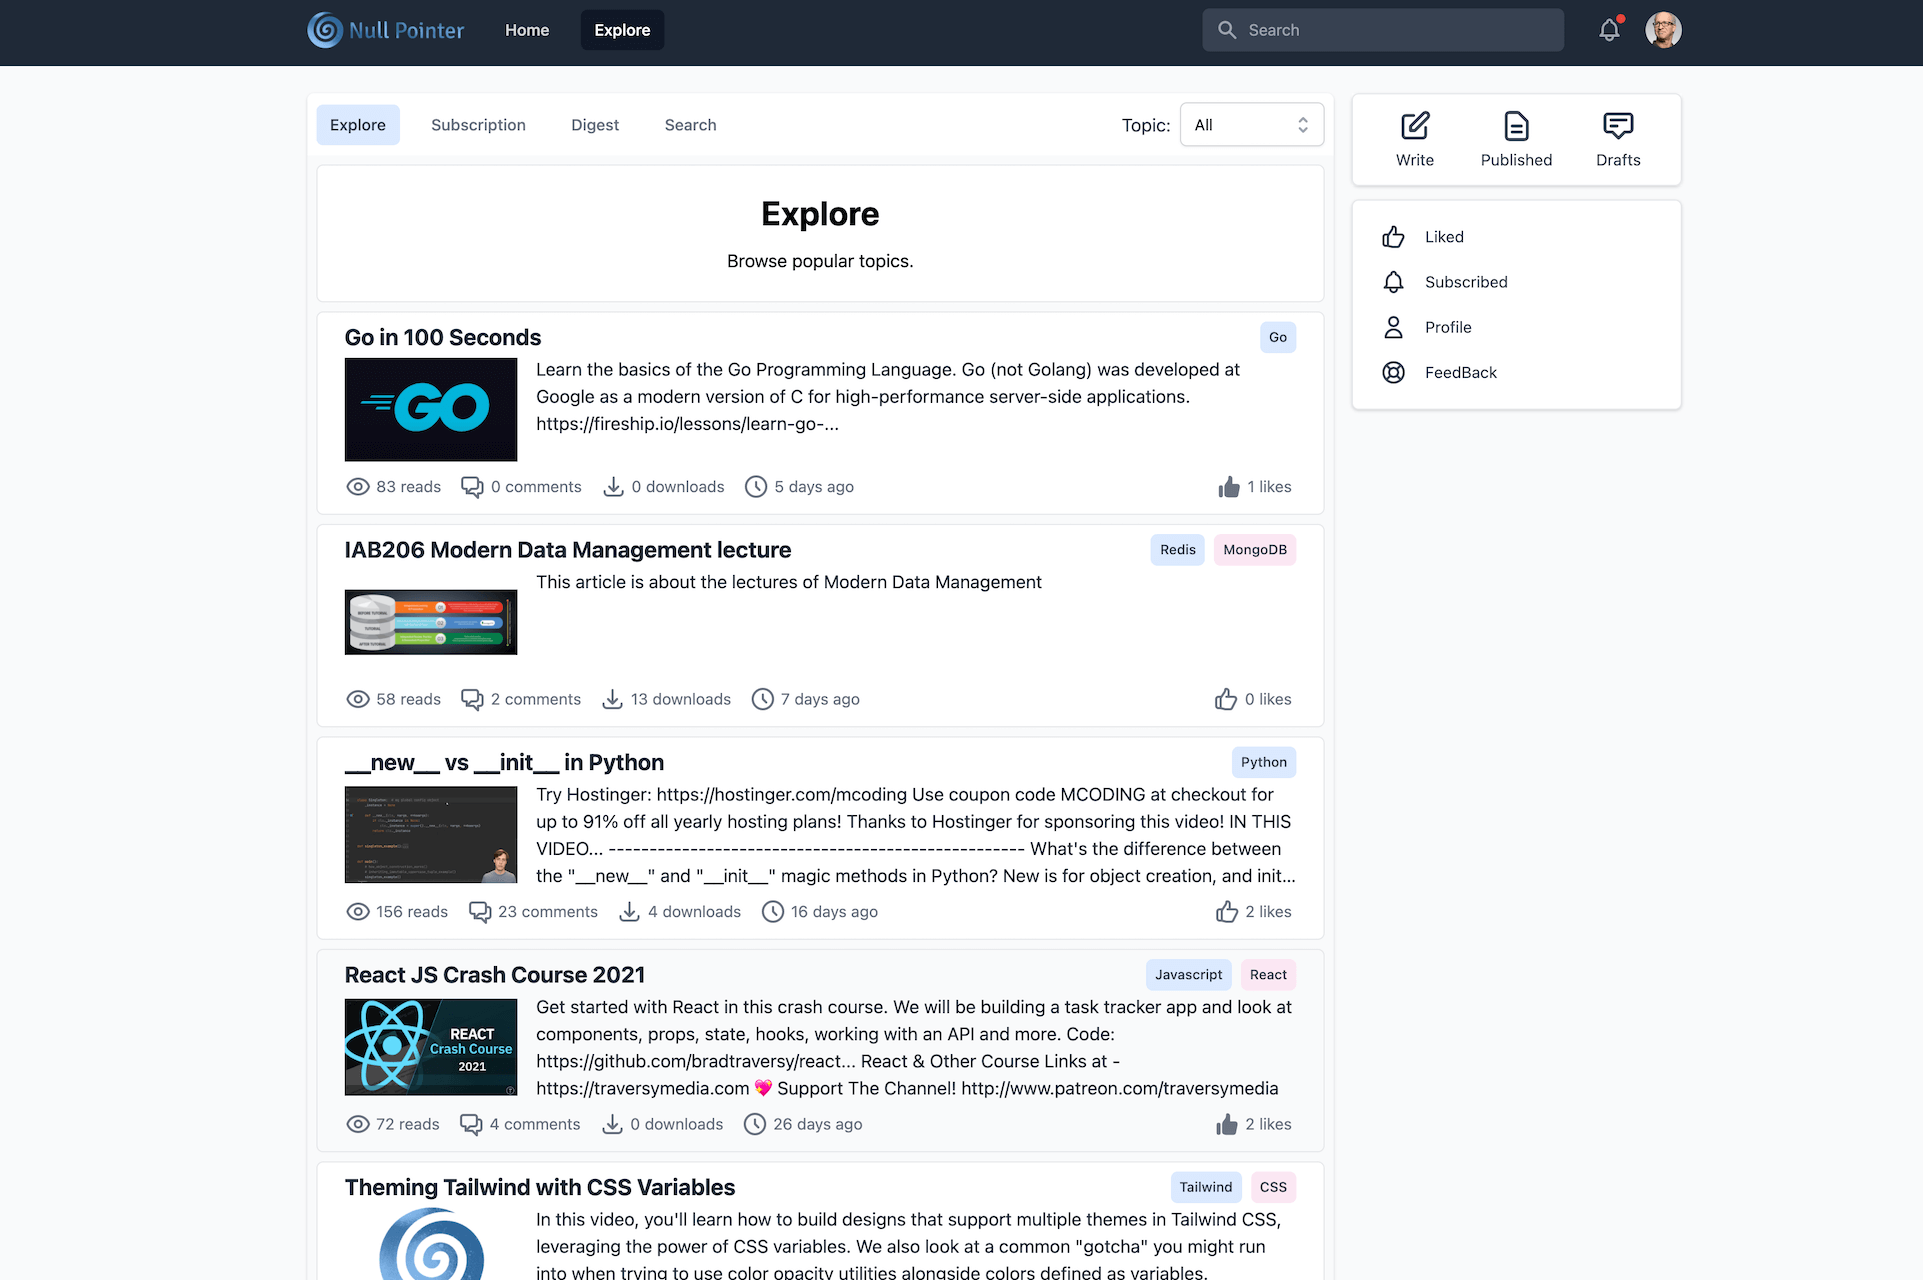 Null Pointer
Home
Explore
Search
Explore
Subscription
Digest
Search
Topic:
All
Write
Published
Drafts
Explore
Browse popular topics.
Liked
Subscribed
Profile
FeedBack
Go in 100 Seconds
Go
GO
Learn the basics of the Go Programming Language. Go (not Golang) was developed at
Google as a modern version of C for high-performance server-side applications.
https://fireship.io/lessons/learn-go-...
83 reads
0 comments
0 downloads
5 days ago
1 likes
IAB206 Modern Data Management lecture
Redis
MongoDB
This article is about the lectures of Modern Data Management
58 reads
2 comments
13 downloads
7 days ago
0 likes
__new__ vs __init__ in Python
Python
Try Hostinger: https://hostinger.com/mcoding Use coupon code MCODING at checkout for
up to 91% off all yearly hosting plans! Thanks to Hostinger for sponsoring this video! IN THIS
VIDEO... --------------------------------------------------- What's the difference between
the "__new__" and "__init__" magic methods in Python? New is for object creation, and init...
156 reads
23 comments
4 downloads
16 days ago
2 likes
React JS Crash Course 2021
Javascript
React
REACT
Crash Course
2021
Get started with React in this crash course. We will be building a task tracker app and look at
components, props, state, hooks, working with an API and more. Code:
https://github.com/bradtraversy/react... React & Other Course Links at -
https://traversymedia.com 💖 Support The Channel! http://www.patreon.com/traversymedia
72 reads
4 comments
0 downloads
26 days ago
2 likes
Theming Tailwind with CSS Variables
Tailwind
CSS
In this video, you'll learn how to build designs that support multiple themes in Tailwind CSS,
leveraging the power of CSS variables. We also look at a common "gotcha" you might run
into when trying to use color opacity utilities alongside colors defined as variables.